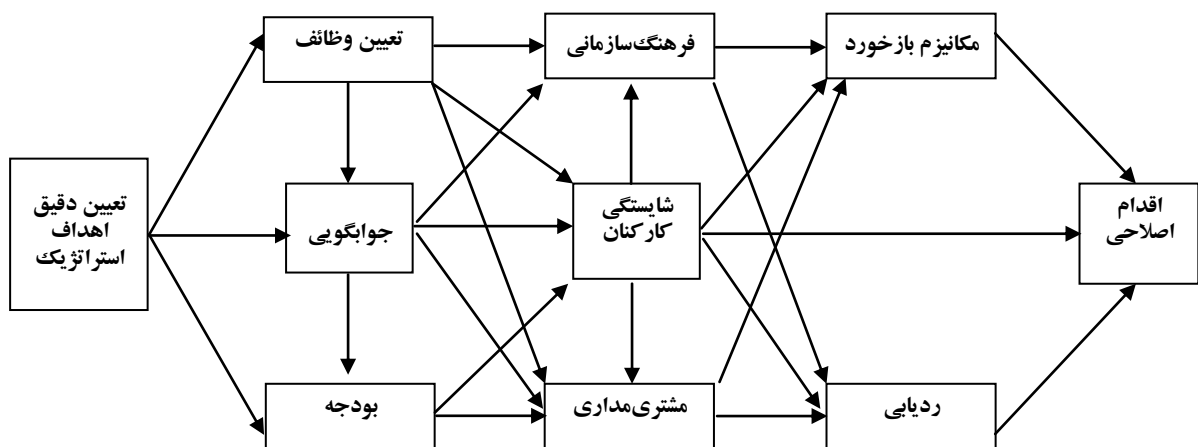 تعیین وظائف
فرهنگ‌سازمانی
مکانیزم بازخورد
تعیین دقیق
اهداف
استراتژیک
جوابگویی
شایستگی
کارکنان
اقدام
اصلاحی
بودجه
مشتری‌مداری
ردیابی